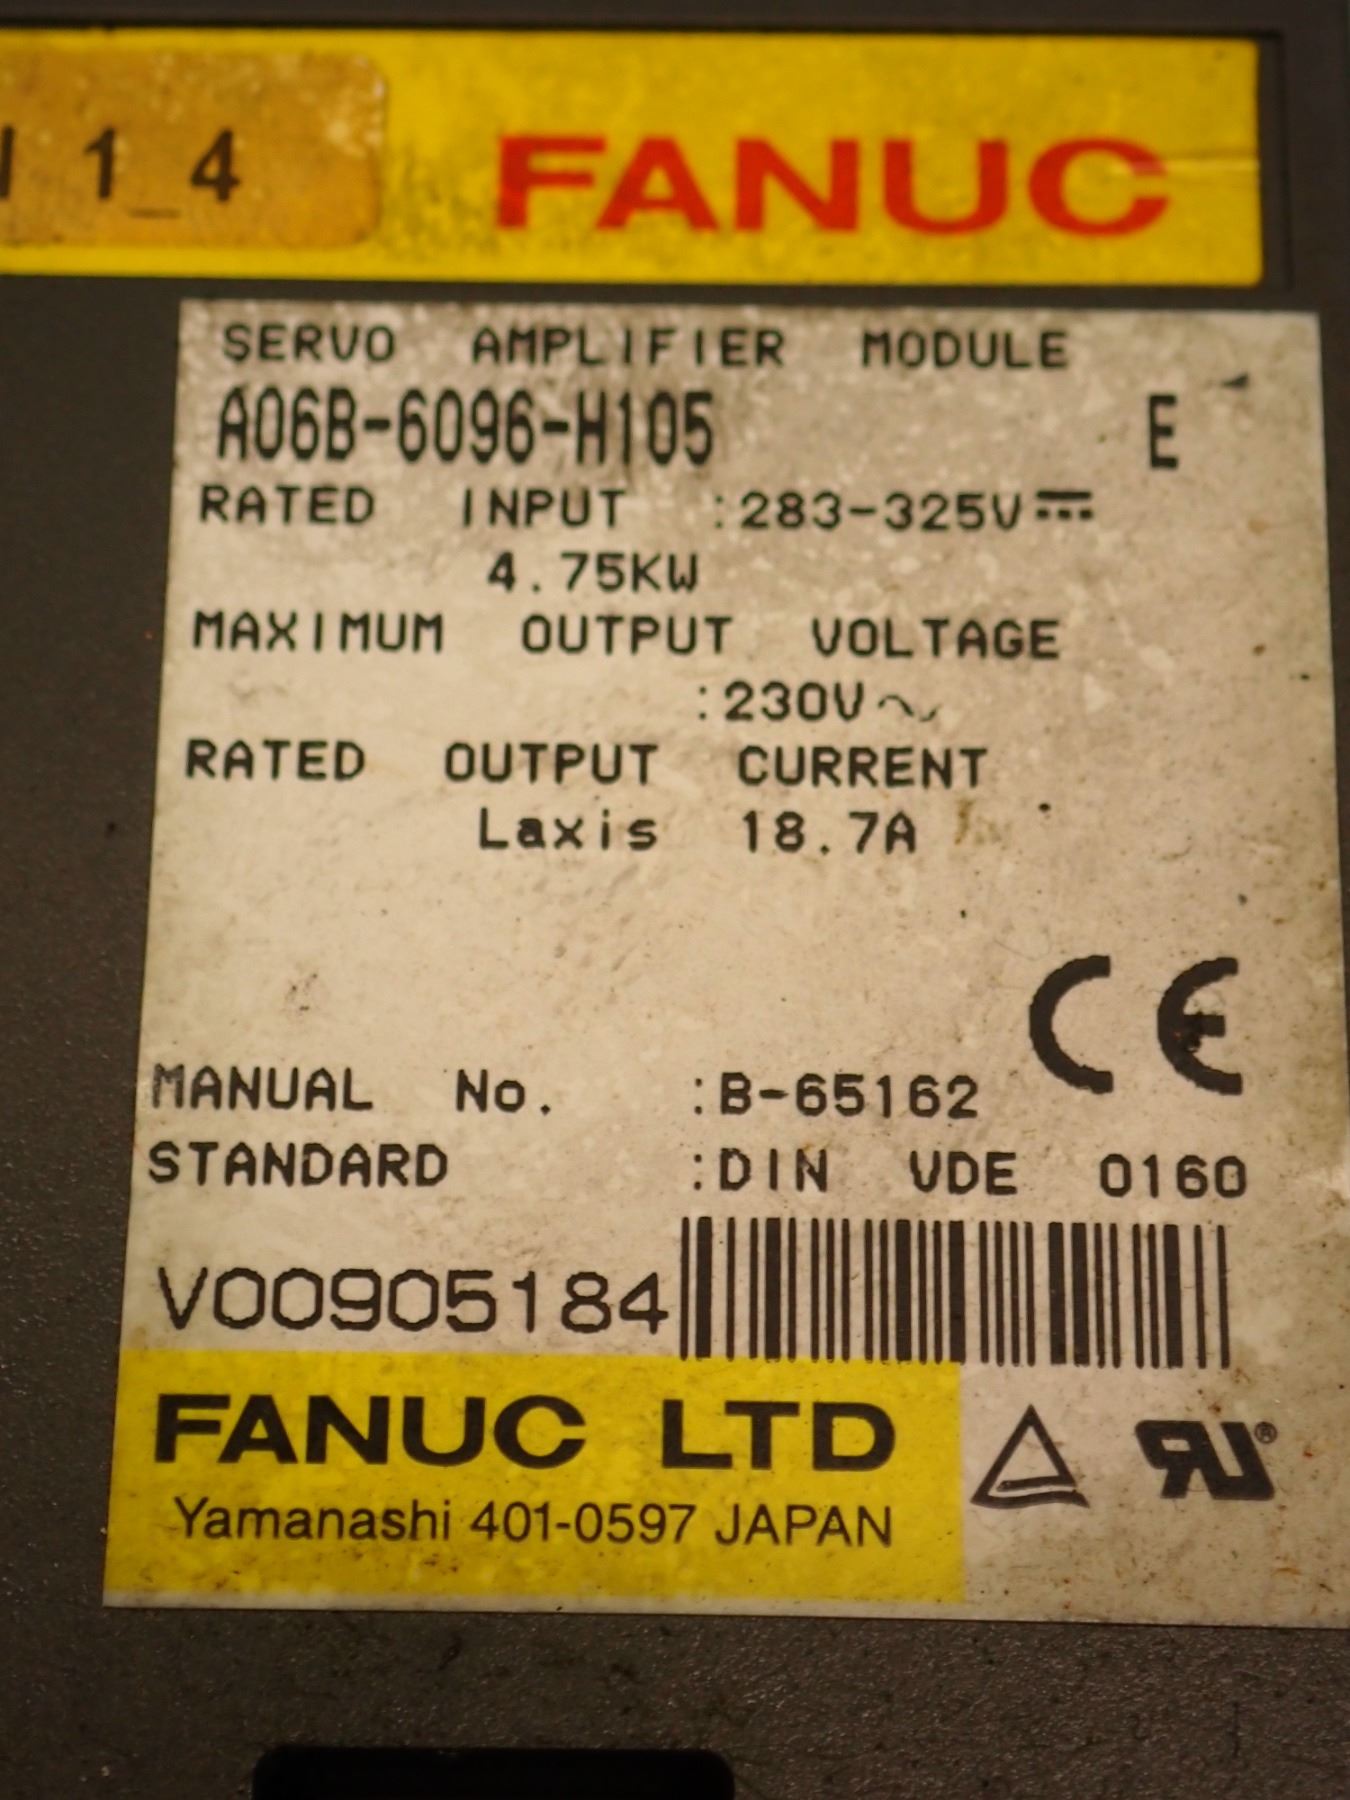 1_4
FANUC
SERVO AMPLIFIER MODULE
A06B-6096-H105 E
RATED INPUT :283-325V⎓
4.75KW
MAXIMUM OUTPUT VOLTAGE
:230V∿
RATED OUTPUT CURRENT
Laxis 18.7A
CE
MANUAL No. :B-65162
STANDARD :DIN VDE 0160
V00905184
FANUC LTD
Yamanashi 401-0597 JAPAN
RU®